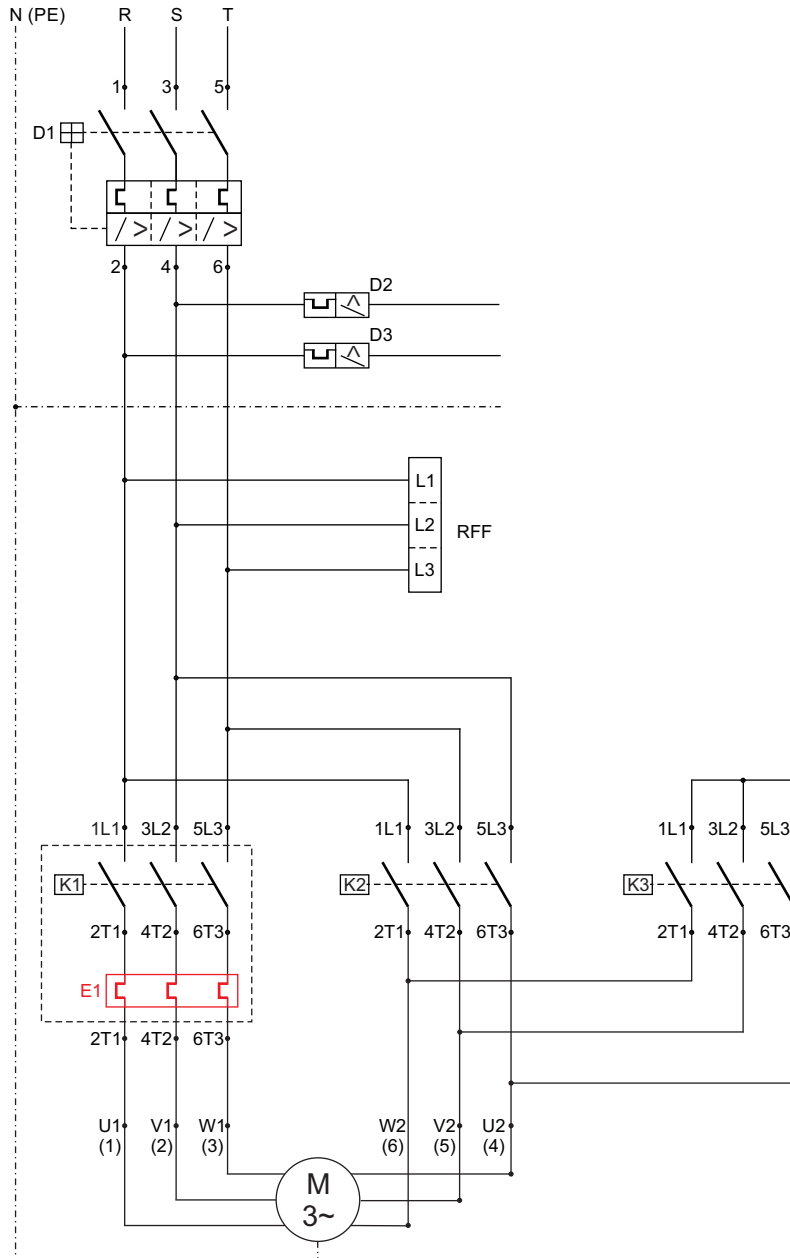 N (PE) R S T
1 3 5
D1
/ > / > / >
2 4 6
D2
D3
L1
L2 RFF
L3
1L1 3L2 5L3 1L1 3L2 5L3 1L1 3L2 5L3
K1 K2 K3
2T1 4T2 6T3 2T1 4T2 6T3 2T1 4T2 6T3
E1
2T1 4T2 6T3
U1 V1 W1 W2 V2 U2
(1) (2) (3) (6) (5) (4)
M
3~